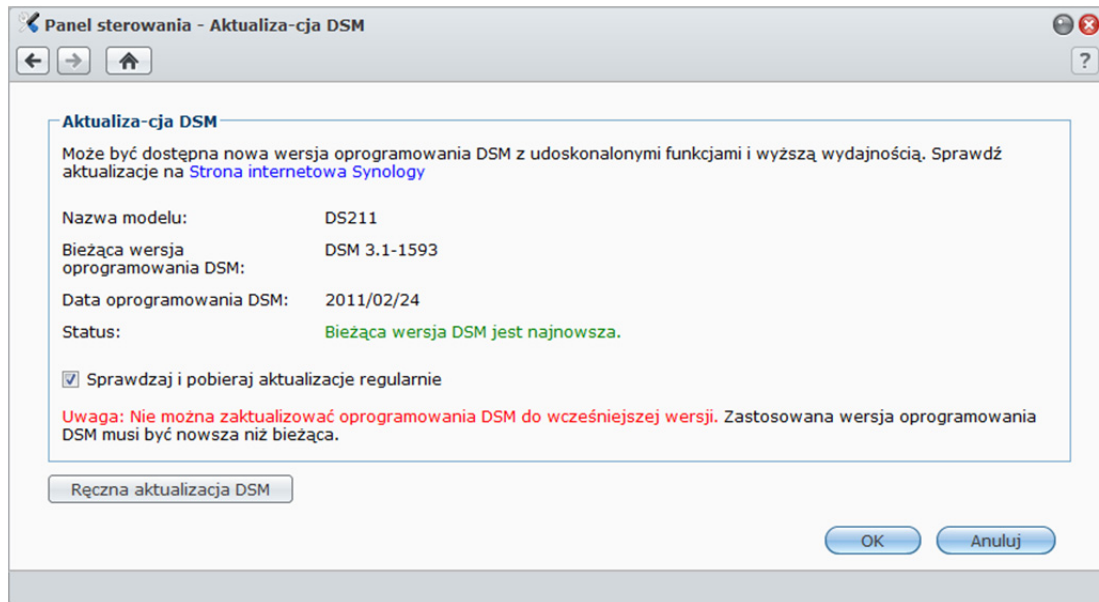 Panel sterowania - Aktualiza-cja DSM
?
Aktualiza-cja DSM
Może być dostępna nowa wersja oprogramowania DSM z udoskonalonymi funkcjami i wyższą wydajnością. Sprawdź
aktualizacje na Strona internetowa Synology
Nazwa modelu: DS211
Bieżąca wersja
oprogramowania DSM: DSM 3.1-1593
Data oprogramowania DSM: 2011/02/24
Status: Bieżąca wersja DSM jest najnowsza.
Sprawdzaj i pobieraj aktualizacje regularnie
Uwaga: Nie można zaktualizować oprogramowania DSM do wcześniejszej wersji. Zastosowana wersja oprogramowania
DSM musi być nowsza niż bieżąca.
Ręczna aktualizacja DSM
OK Anuluj